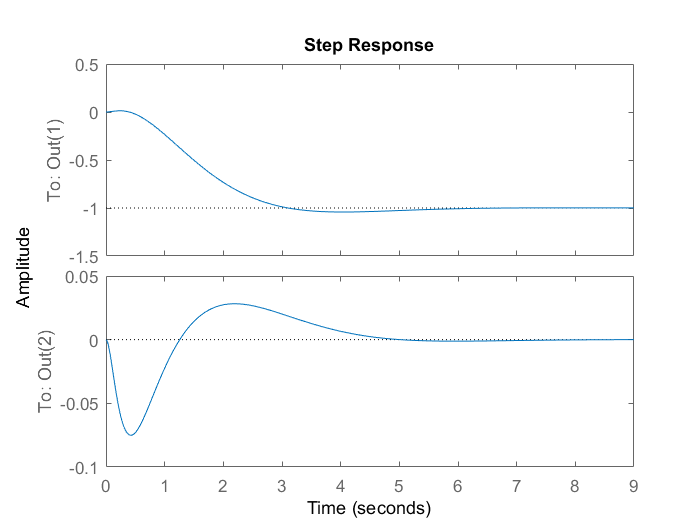 Step Response
Amplitude
To: Out(1)
0.5
0
-0.5
-1
-1.5
To: Out(2)
0.05
0
-0.05
-0.1
0 1 2 3 4 5 6 7 8 9
Time (seconds)